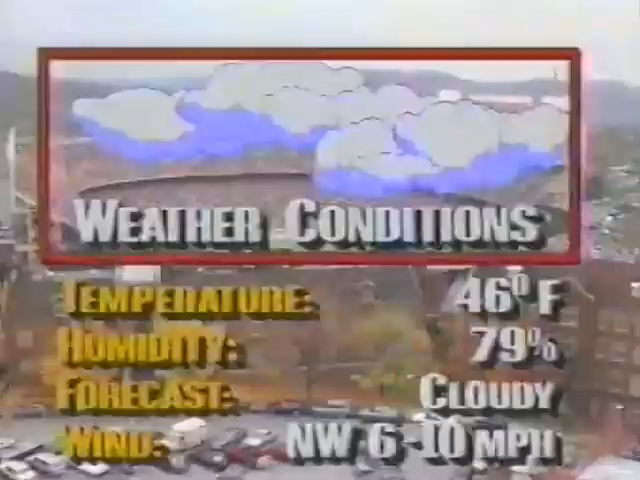 WEATHER CONDITIONS
TEMPERATURE: 46° F
HUMIDITY: 79%
FORECAST: CLOUDY
WIND: NW 6-10 MPH